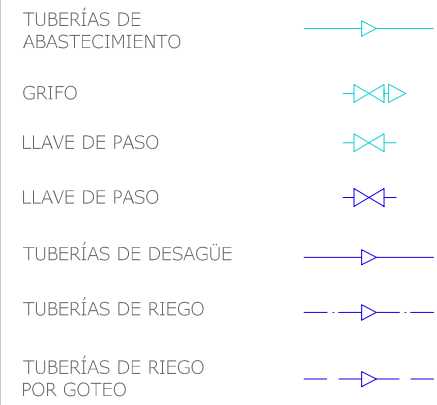 TUBERÍAS DE
ABASTECIMIENTO
GRIFO
LLAVE DE PASO
LLAVE DE PASO
TUBERÍAS DE DESAGÜE
TUBERÍAS DE RIEGO
TUBERÍAS DE RIEGO
POR GOTEO